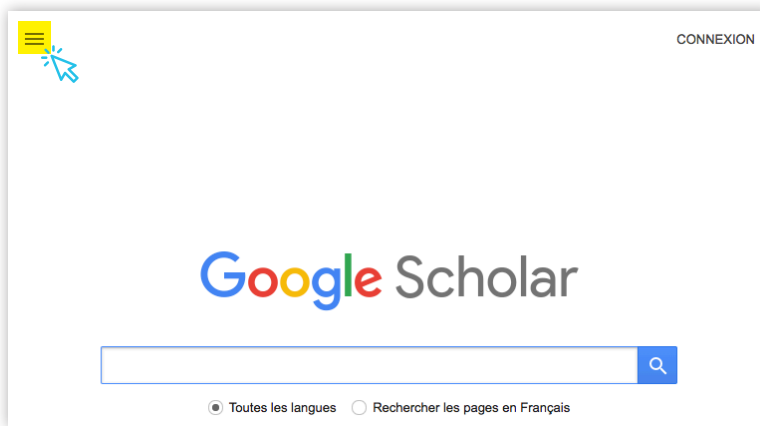 CONNEXION
Google Scholar
Toutes les langues Rechercher les pages en Français